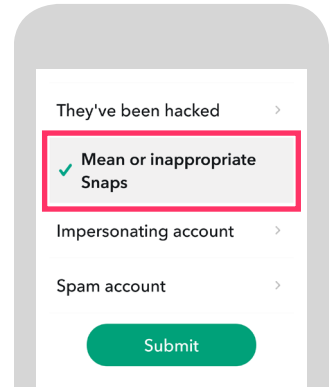 They've been hacked
Mean or inappropriate
Snaps
Impersonating account
Spam account
Submit